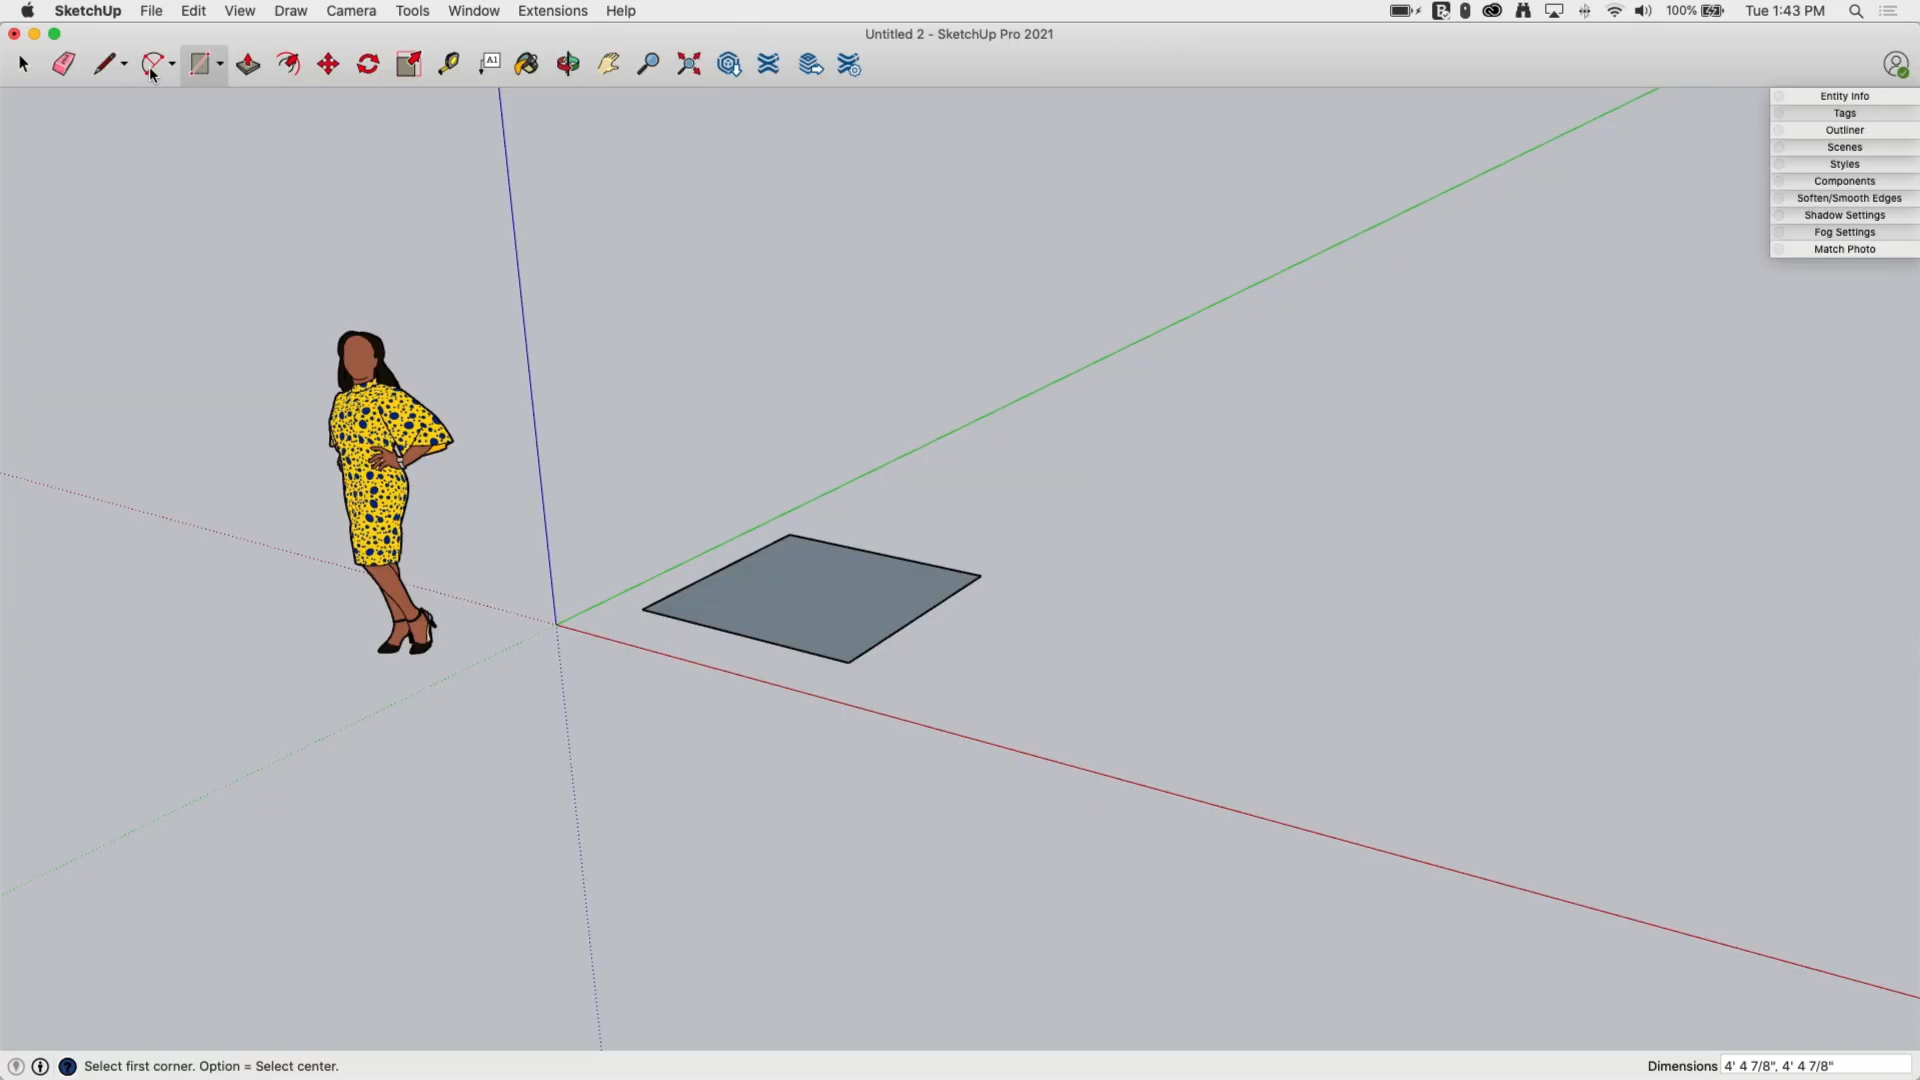 SketchUp File Edit View Draw Camera Tools Window Extensions Help 100% Tue 1:43 PM
Untitled 2 - SketchUp Pro 2021
A1
Entity Info
Tags
Outliner
Scenes
Styles
Components
Soften/Smooth Edges
Shadow Settings
Fog Settings
Match Photo
Select first corner. Option = Select center. Dimensions 4' 4 7/8", 4' 4 7/8"